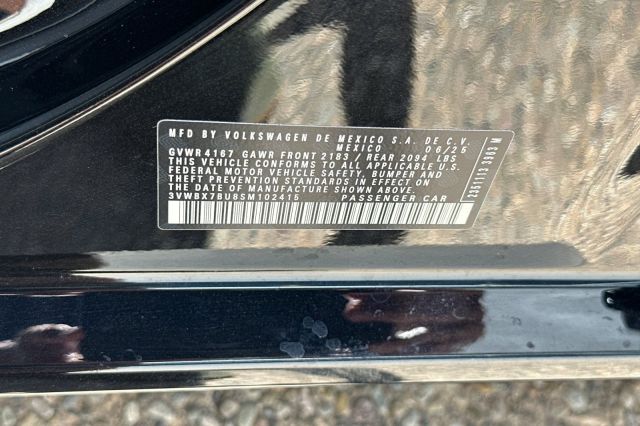 MFD BY VOLKSWAGEN DE MEXICO S.A. DE C.V.
MEXICO 06/25
GVWR 4167 GAWR FRONT 2183 / REAR 2094 LBS
THIS VEHICLE CONFORMS TO ALL APPLICABLE U.S.
FEDERAL MOTOR VEHICLE SAFETY, BUMPER AND
THEFT PREVENTION STANDARDS IN EFFECT ON
THE DATE OF MANUFACTURE SHOWN ABOVE.
3VWBX7BU8SM102415 PASSENGER CAR
2351113 3903 M